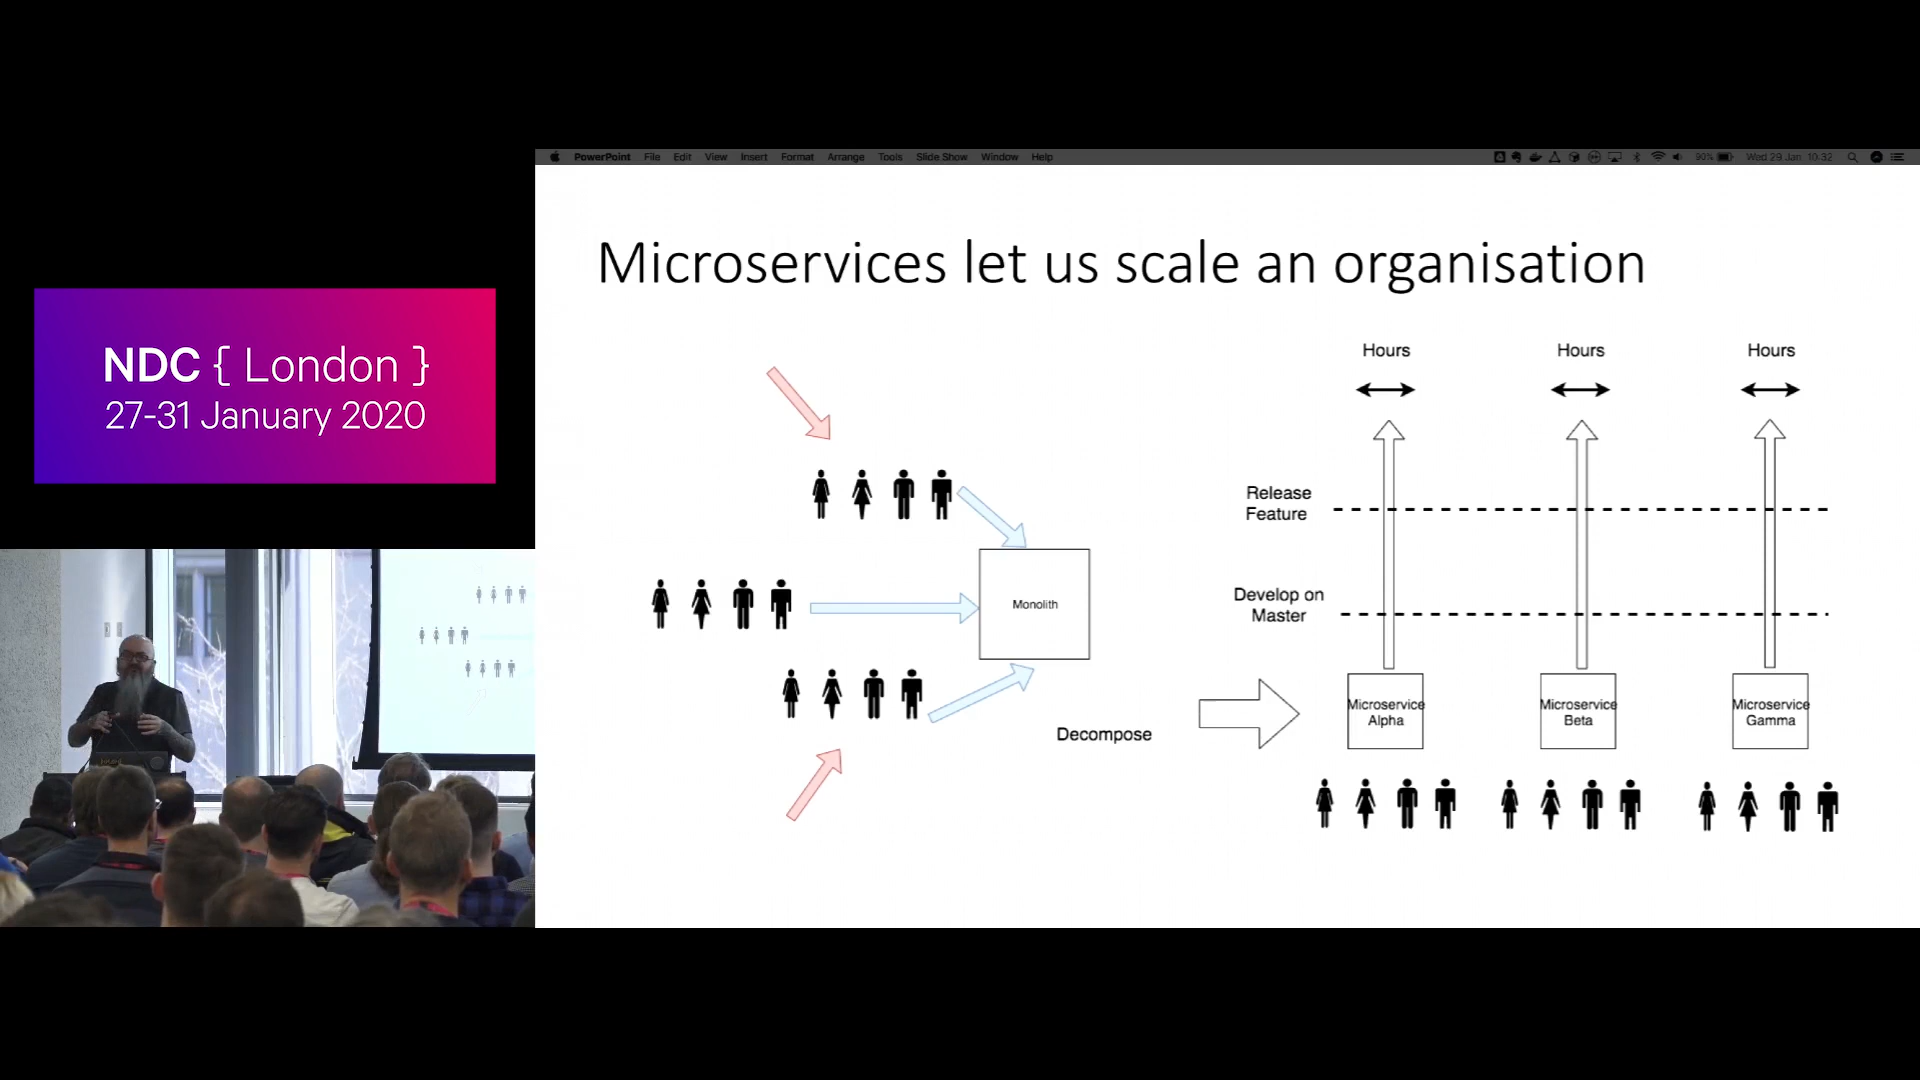 PowerPoint File Edit View Insert Format Arrange Tools Slide Show Window Help
90% Wed 29 Jan 10:32
Microservices let us scale an organisation
NDC { London }
27-31 January 2020
Hours
Hours
Hours
Release
Feature
Develop on
Master
Monolith
Decompose
Microservice
Alpha
Microservice
Beta
Microservice
Gamma